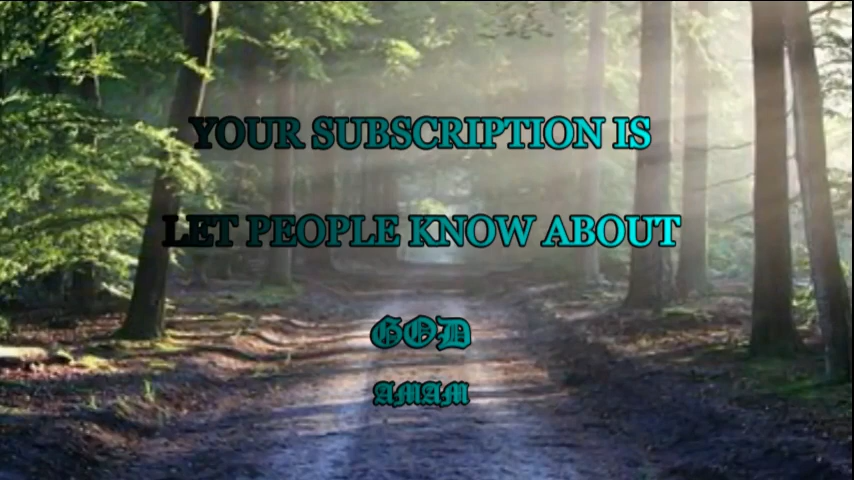 YOUR SUBSCRIPTION IS
LET PEOPLE KNOW ABOUT
GOD
AMAM